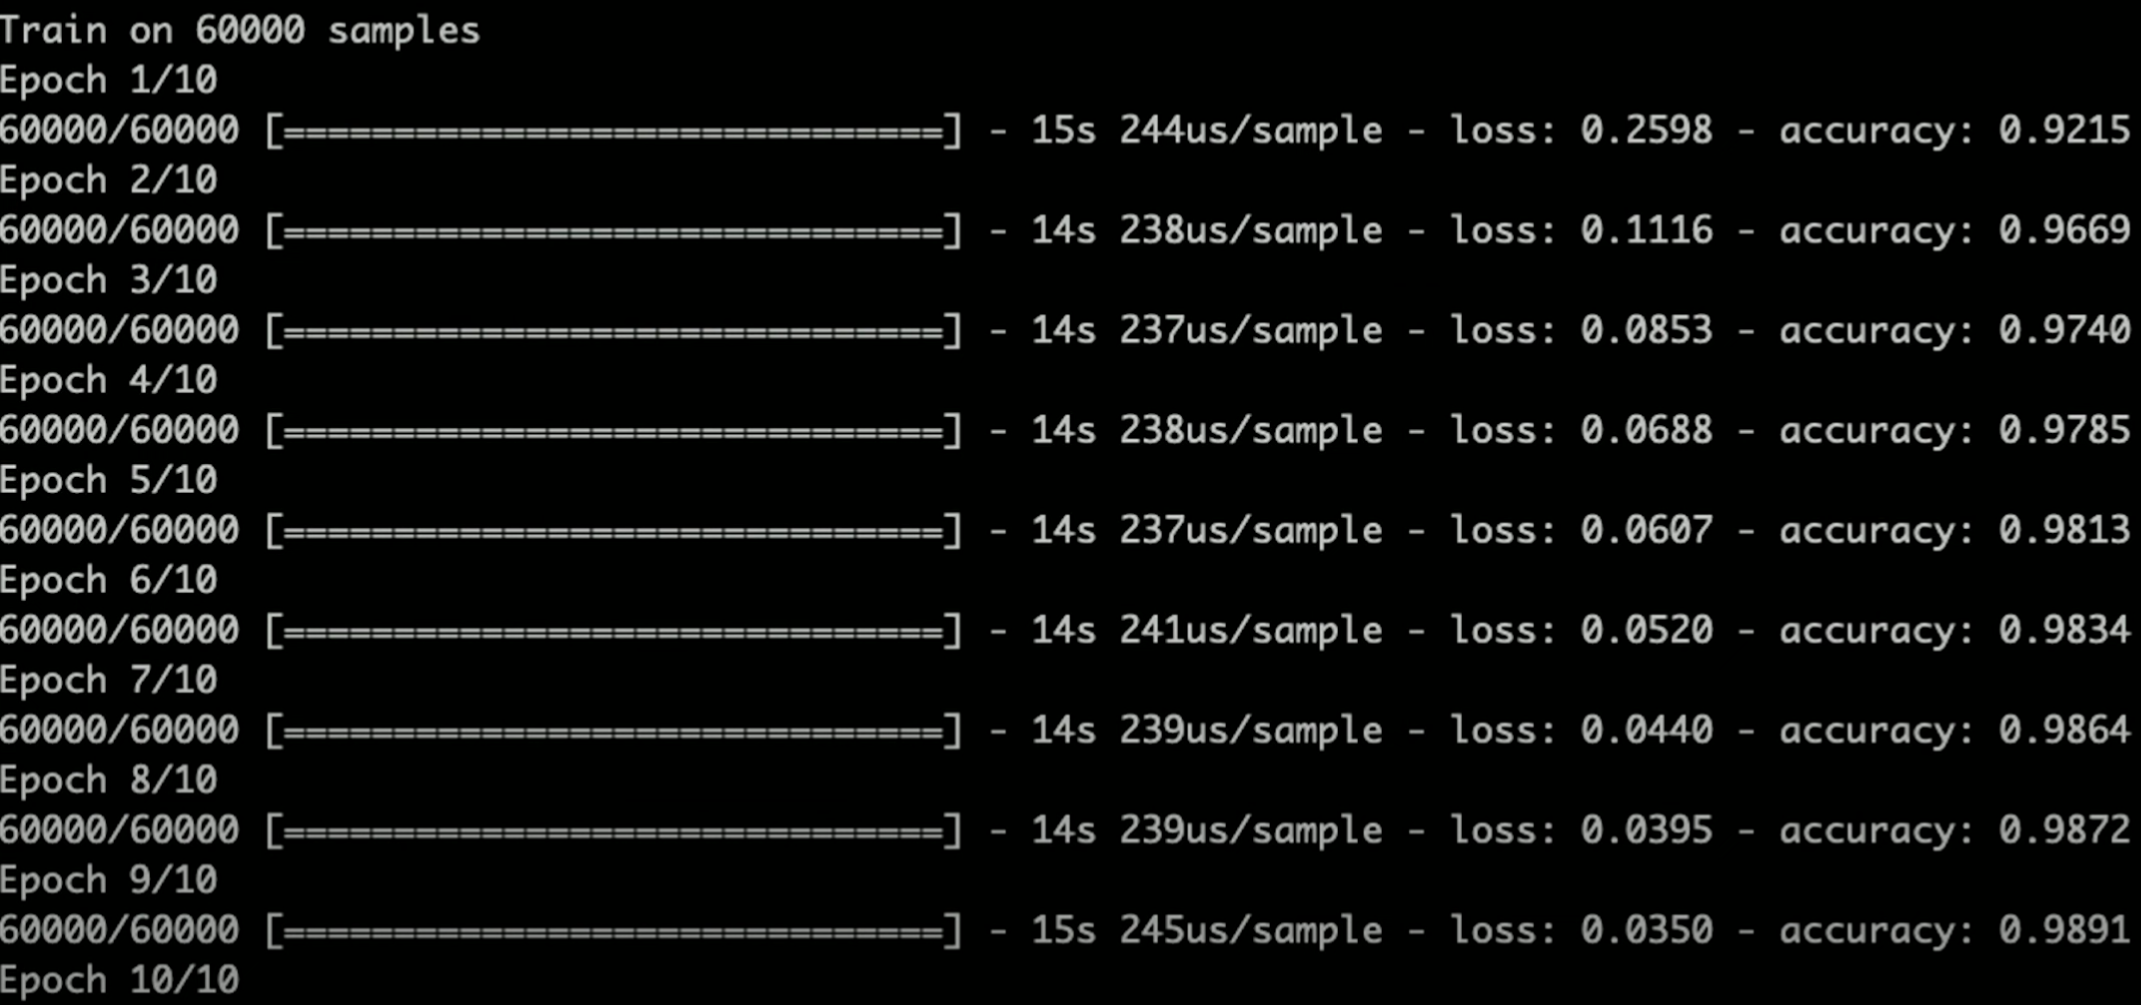 Train on 60000 samples
Epoch 1/10
60000/60000 [==============================] - 15s 244us/sample - loss: 0.2598 - accuracy: 0.9215
Epoch 2/10
60000/60000 [==============================] - 14s 238us/sample - loss: 0.1116 - accuracy: 0.9669
Epoch 3/10
60000/60000 [==============================] - 14s 237us/sample - loss: 0.0853 - accuracy: 0.9740
Epoch 4/10
60000/60000 [==============================] - 14s 238us/sample - loss: 0.0688 - accuracy: 0.9785
Epoch 5/10
60000/60000 [==============================] - 14s 237us/sample - loss: 0.0607 - accuracy: 0.9813
Epoch 6/10
60000/60000 [==============================] - 14s 241us/sample - loss: 0.0520 - accuracy: 0.9834
Epoch 7/10
60000/60000 [==============================] - 14s 239us/sample - loss: 0.0440 - accuracy: 0.9864
Epoch 8/10
60000/60000 [==============================] - 14s 239us/sample - loss: 0.0395 - accuracy: 0.9872
Epoch 9/10
60000/60000 [==============================] - 15s 245us/sample - loss: 0.0350 - accuracy: 0.9891
Epoch 10/10